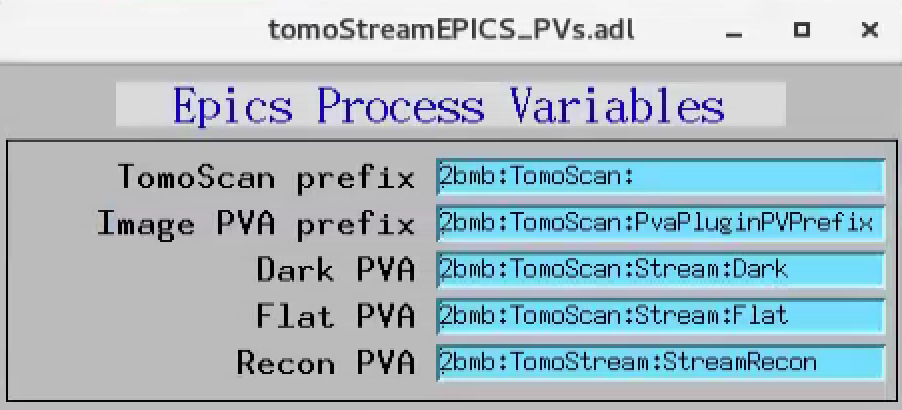 tomoStreamEPICS_PVs.adl
Epics Process Variables
TomoScan prefix 2bmb:TomoScan:
Image PVA prefix 2bmb:TomoScan:PvaPluginPVPrefix
Dark PVA 2bmb:TomoScan:Stream:Dark
Flat PVA 2bmb:TomoScan:Stream:Flat
Recon PVA 2bmb:TomoStream:StreamRecon